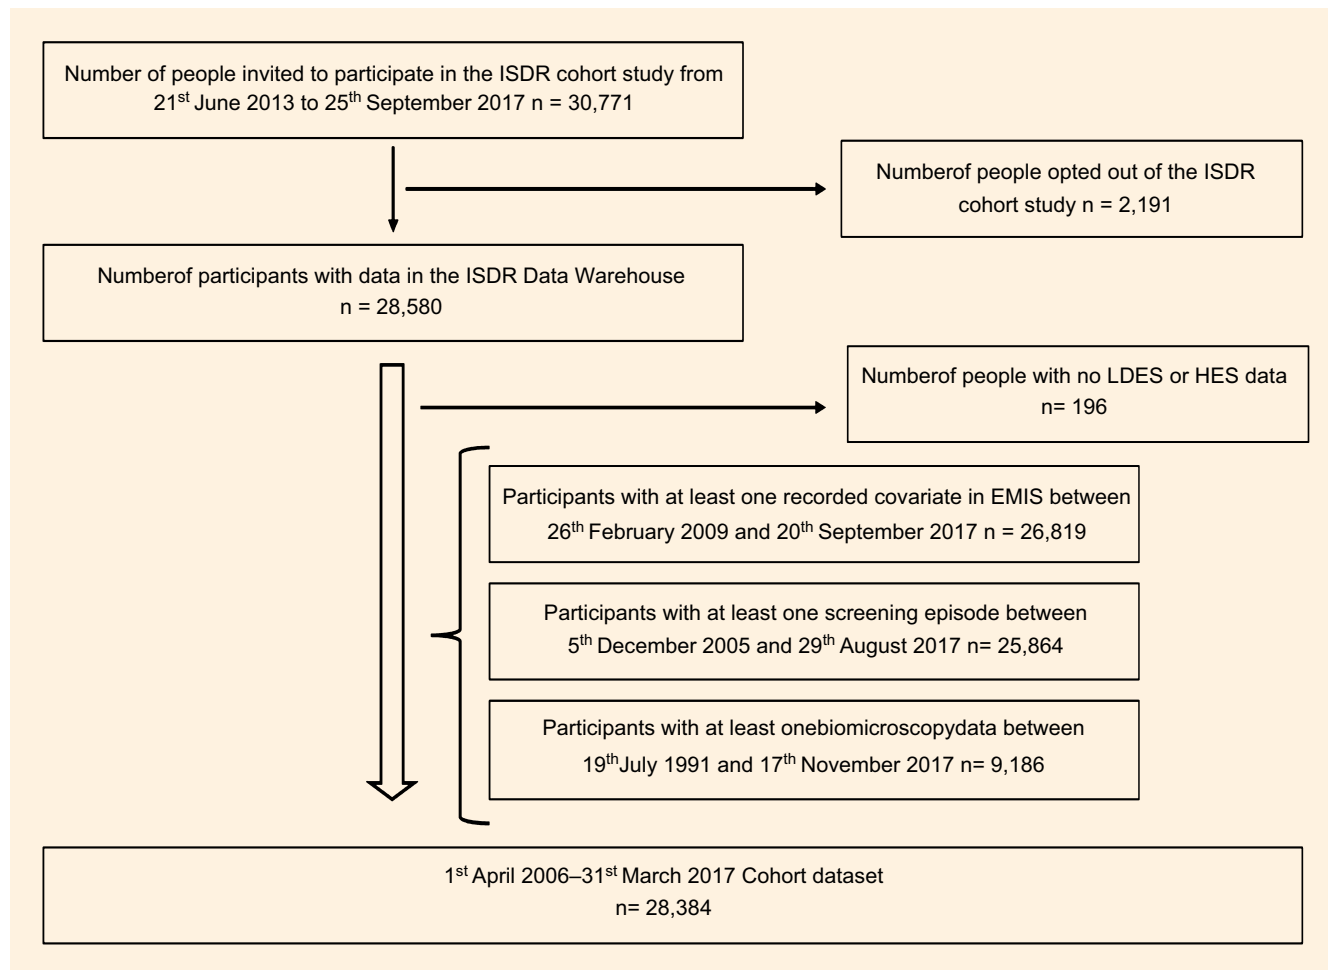 Number of people invited to participate in the ISDR cohort study from
21st June 2013 to 25th September 2017 n = 30,771
Numberof people opted out of the ISDR
cohort study n = 2,191
Numberof participants with data in the ISDR Data Warehouse
n = 28,580
Numberof people with no LDES or HES data
n= 196
Participants with at least one recorded covariate in EMIS between
26th February 2009 and 20th September 2017 n = 26,819
Participants with at least one screening episode between
5th December 2005 and 29th August 2017 n= 25,864
Participants with at least onebiomicroscopydata between
19thJuly 1991 and 17th November 2017 n= 9,186
1st April 2006–31st March 2017 Cohort dataset
n= 28,384